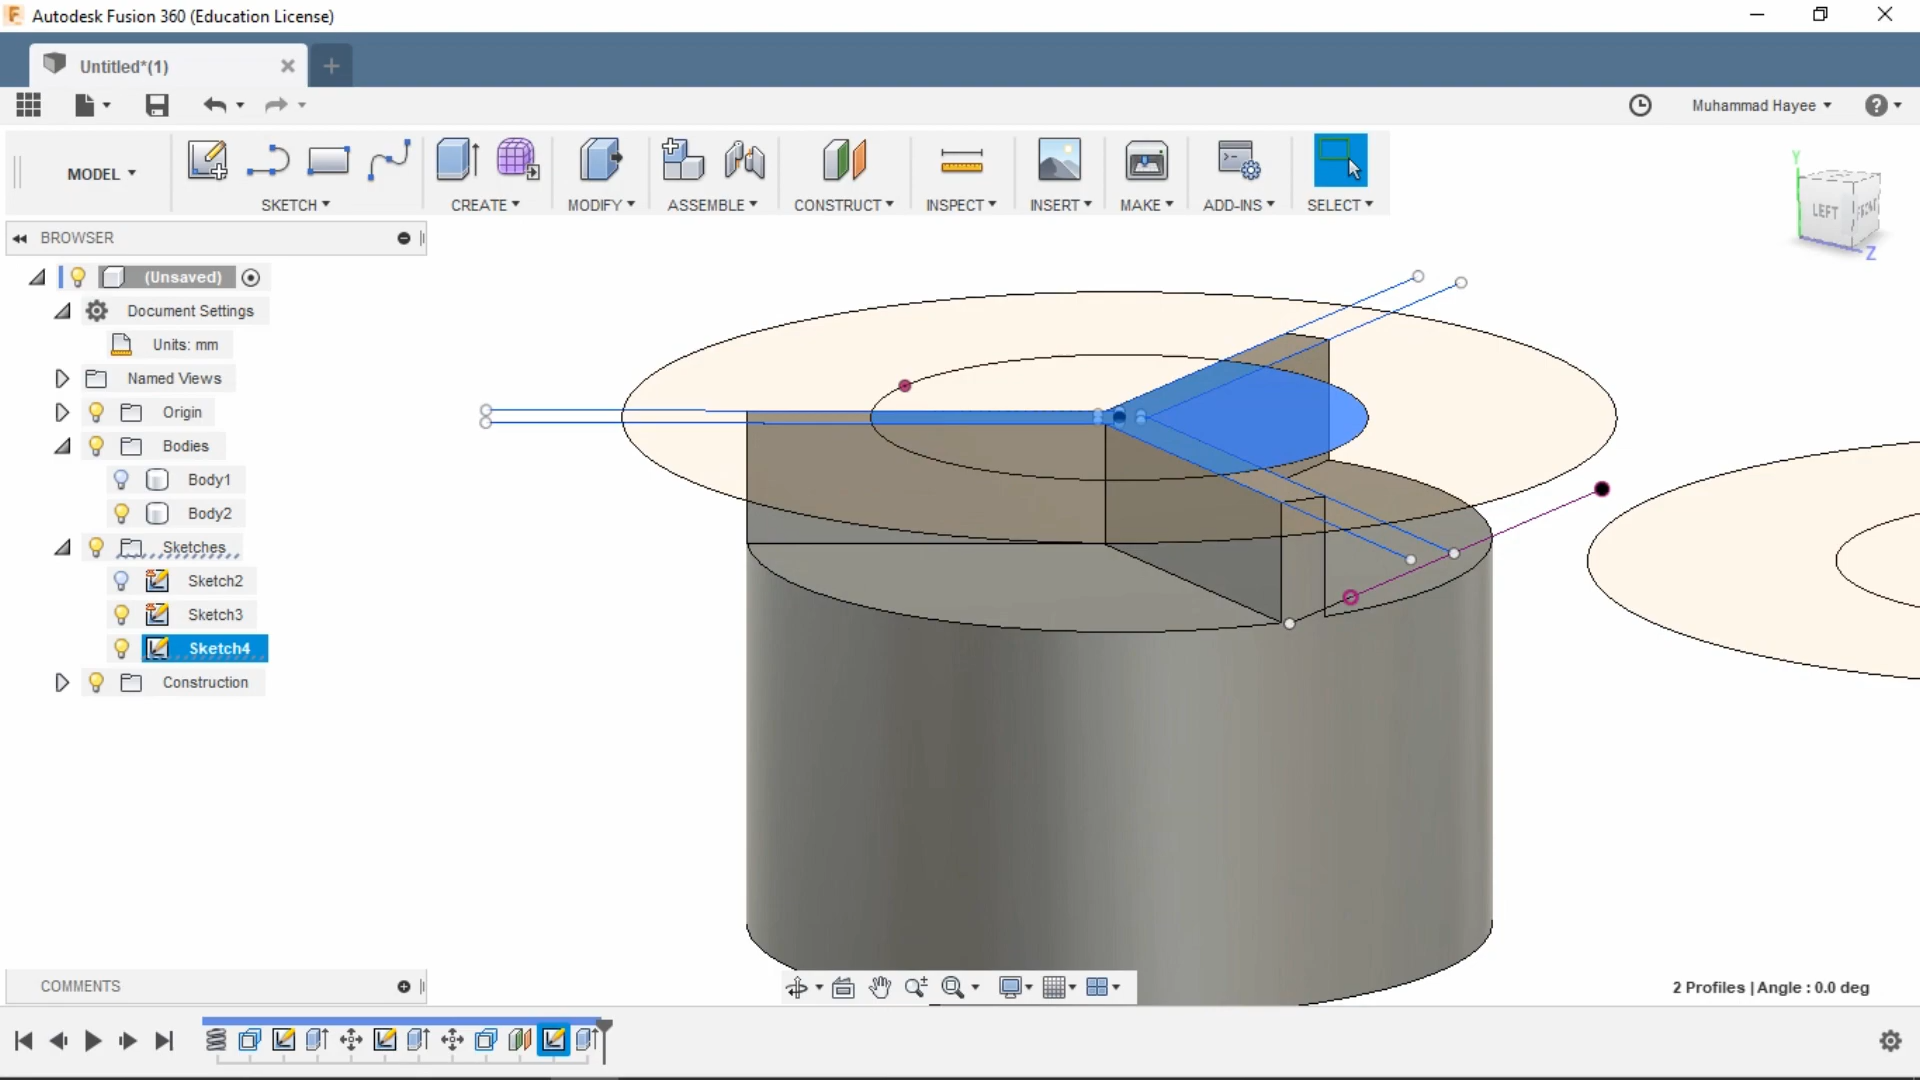 Autodesk Fusion 360 (Education License)
Untitled*(1)
Muhammad Hayee
MODEL
SKETCH
CREATE
MODIFY
ASSEMBLE
CONSTRUCT
INSPECT
INSERT
MAKE
ADD-INS
SELECT
BROWSER
(Unsaved)
Document Settings
Units: mm
Named Views
Origin
Bodies
Body1
Body2
Sketches
Sketch2
Sketch3
Sketch4
Construction
Y
LEFT
FRONT
Z
COMMENTS
2 Profiles | Angle : 0.0 deg